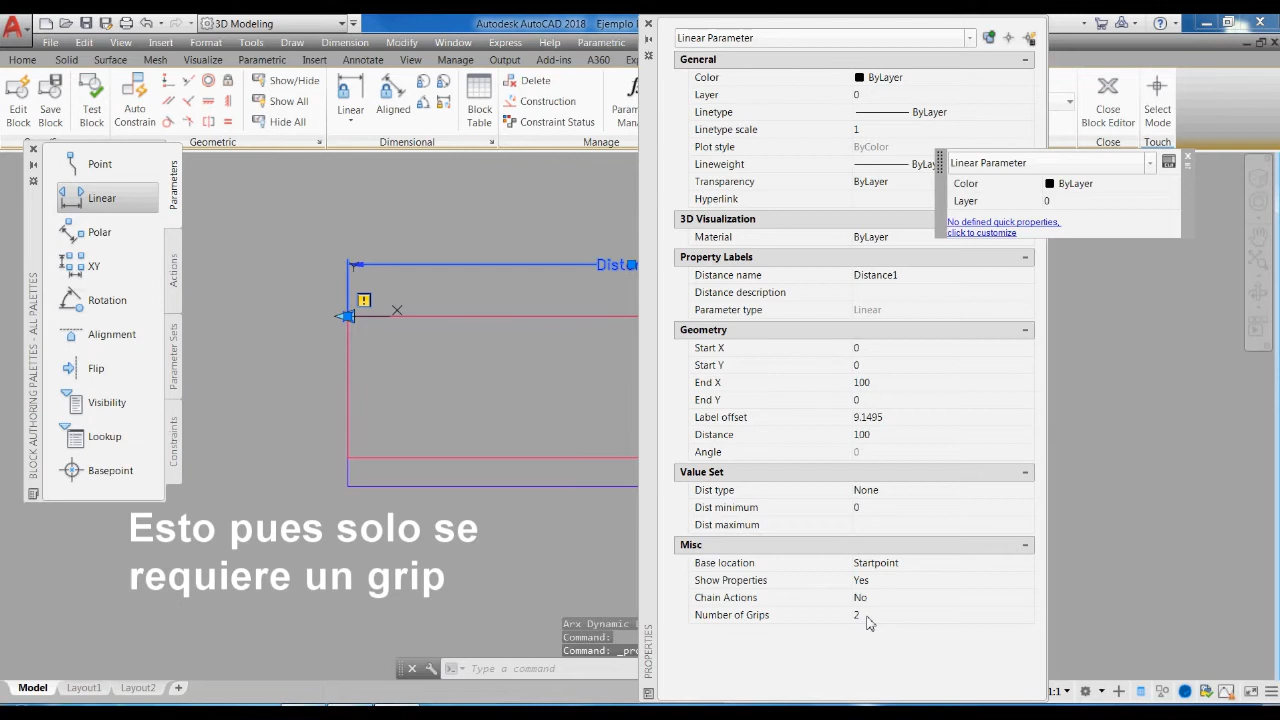 3D Modeling
Autodesk AutoCAD 2018 Ejemplo
File Edit View Insert Format Tools Draw Dimension Modify Window Express Help Parametric
Home Solid Surface Mesh Visualize Parametric Insert Annotate View Manage Output Add-ins A360
Edit Block
Save Block
Test Block
Auto Constrain
Show/Hide
Show All
Hide All
Geometric
Linear
Aligned
Block Table
Dimensional
Delete
Construction
Constraint Status
Manage
Close Block Editor
Close
Select Mode
Touch
BLOCK AUTHORING PALETTES - ALL PALETTES
Point
Linear
Polar
XY
Rotation
Alignment
Flip
Visibility
Lookup
Basepoint
Parameters
Actions
Parameter Sets
Constraints
Esto pues solo se
requiere un grip
Arx Dynamic
Command:
Command:
Type a command
Model Layout1 Layout2 +
PROPERTIES
Linear Parameter
General
Color ByLayer
Layer 0
Linetype ByLayer
Linetype scale 1
Plot style ByColor
Lineweight
Transparency ByLayer
Hyperlink
3D Visualization
Material ByLayer
Property Labels
Distance name Distance1
Distance description
Parameter type Linear
Geometry
Start X 0
Start Y 0
End X 100
End Y 0
Label offset 9.1495
Distance 100
Angle 0
Value Set
Dist type None
Dist minimum 0
Dist maximum
Misc
Base location Startpoint
Show Properties Yes
Chain Actions No
Number of Grips 2
Linear Parameter
Color ByLayer
Layer 0
No defined quick properties,
click to customize
1:1